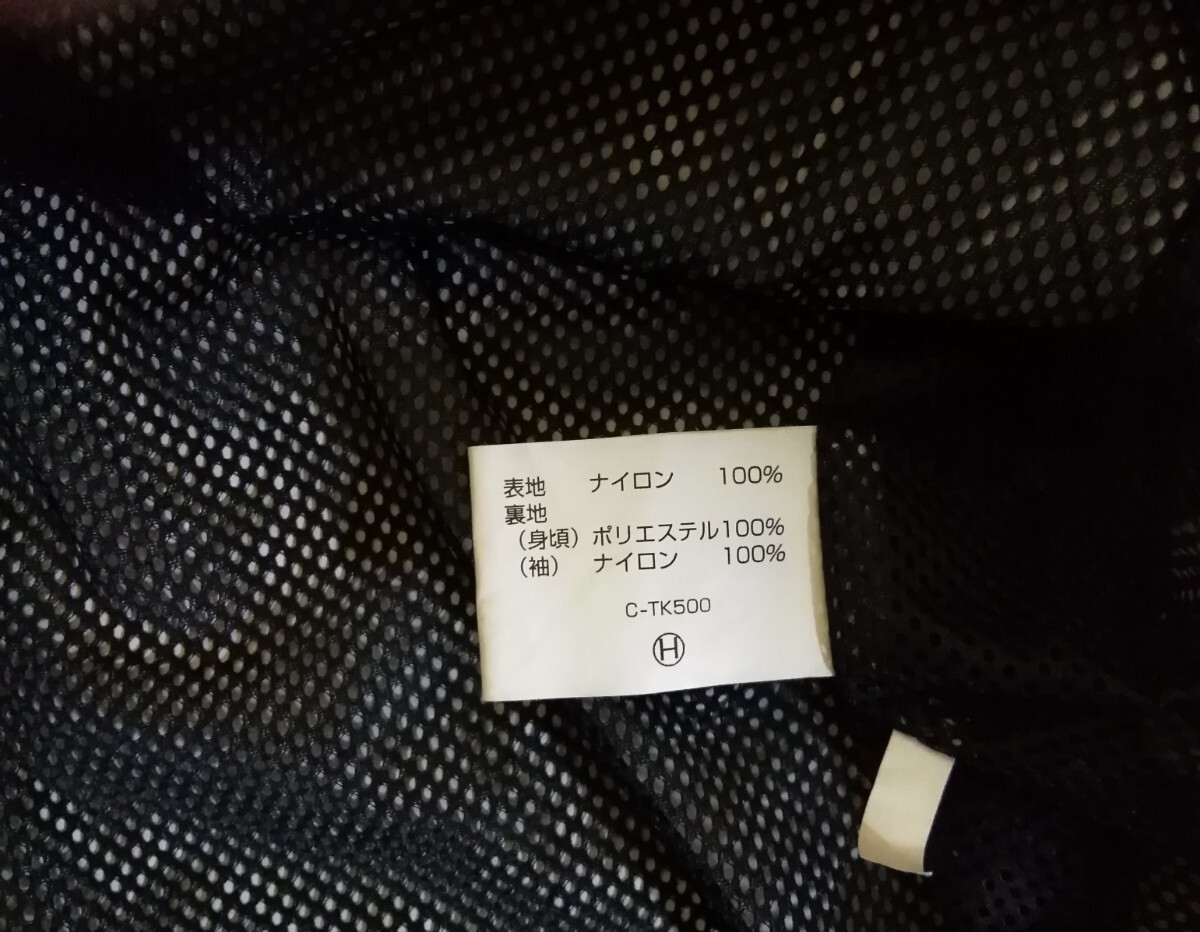 表地 ナイロン 100%
裏地
(身頃) ポリエステル100%
(袖) ナイロン 100%
C-TK500
Ⓗ